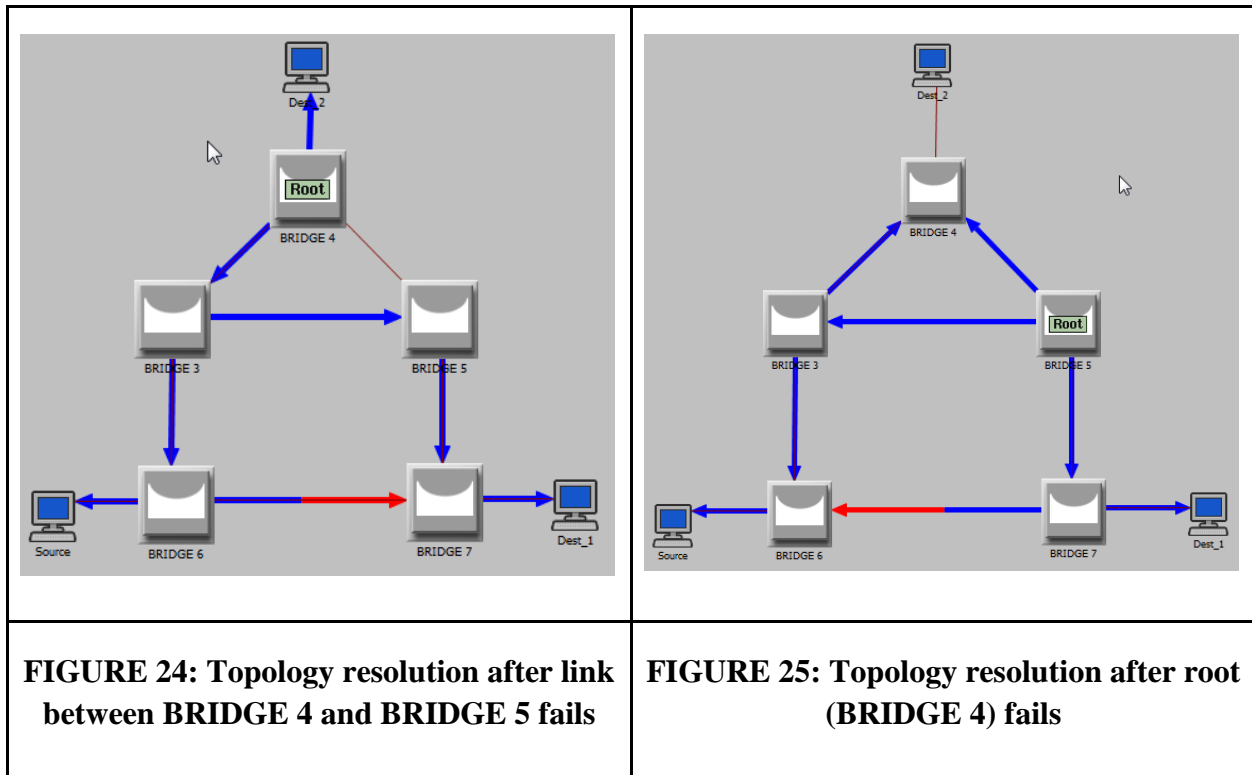 Dest_2
Root
BRIDGE 4
BRIDGE 3
BRIDGE 5
Source
BRIDGE 6
BRIDGE 7
Dest_1
Dest_2
BRIDGE 4
Root
BRIDGE 3
BRIDGE 5
Source
BRIDGE 6
BRIDGE 7
Dest_1
FIGURE 24: Topology resolution after link
between BRIDGE 4 and BRIDGE 5 fails
FIGURE 25: Topology resolution after root
(BRIDGE 4) fails